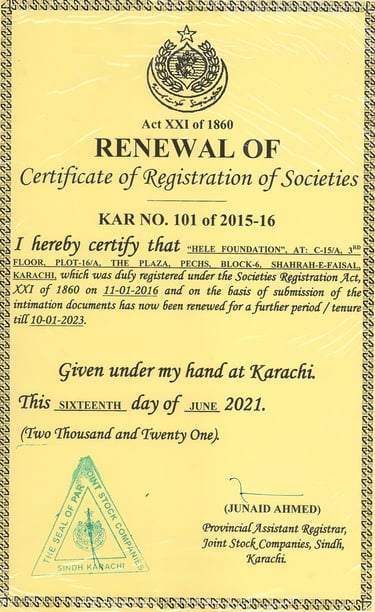 Act XXI of 1860
RENEWAL OF
Certificate of Registration of Societies
KAR NO. 101 of 2015-16
I hereby certify that "HELE FOUNDATION", AT: C-15/A, 3RD
FLOOR, PLOT-16/A, THE PLAZA, PECHS, BLOCK-6, SHAHRAH-E-FAISAL,
KARACHI, which was duly registered under the Societies Registration Act,
XXI of 1860 on 11-01-2016 and on the basis of submission of the
intimation documents has now been renewed for a further period / tenure
till 10-01-2023.
Given under my hand at Karachi.
This SIXTEENTH day of JUNE 2021.
(Two Thousand and Twenty One).
THE SEAL OF PAR JOINT STOCK COMPANIES
SINDH KARACHI
(JUNAID AHMED)
Provincial Assistant Registrar,
Joint Stock Companies, Sindh,
Karachi.